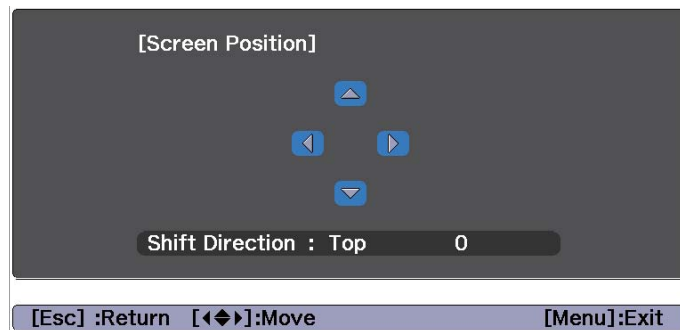 [Screen Position]
Shift Direction : Top 0
[Esc] :Return [◀◆▶]:Move [Menu]:Exit